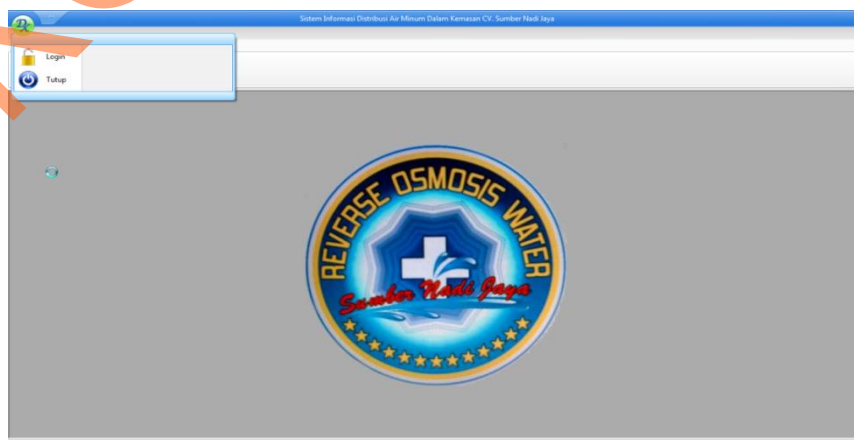 Sistem Informasi Distribusi Air Minum Dalam Kemasan CV. Sumber Nadi Jaya
Login
Tutup
REVERSE OSMOSIS WATER
Sumber Nadi Jaya